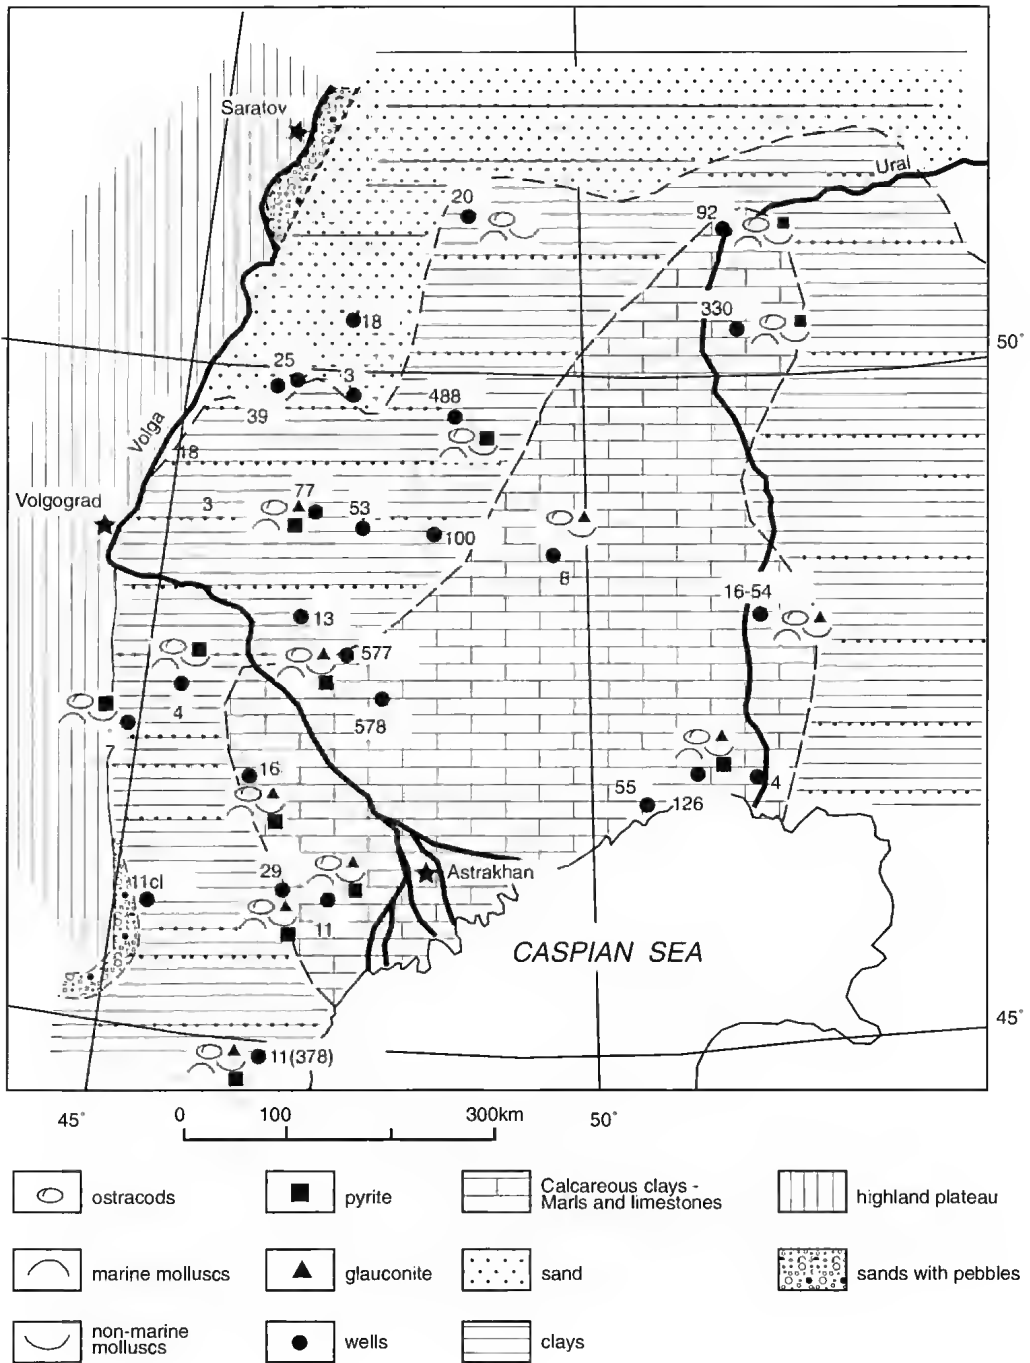 Saratov
Ural
20
92
330
18
50°
25
3
488
39
Volga
18
Volgograd
77
3
53
100
8
16-54
13
577
4
578
7
16
55
126
4
29
Astrakhan
11cl
11
CASPIAN SEA
45°
11(378)
45°
0
100
300km
50°
ostracods
pyrite
Calcareous clays -
Marls and limestones
highland plateau
marine molluscs
glauconite
sand
sands with pebbles
non-marine
molluscs
wells
clays